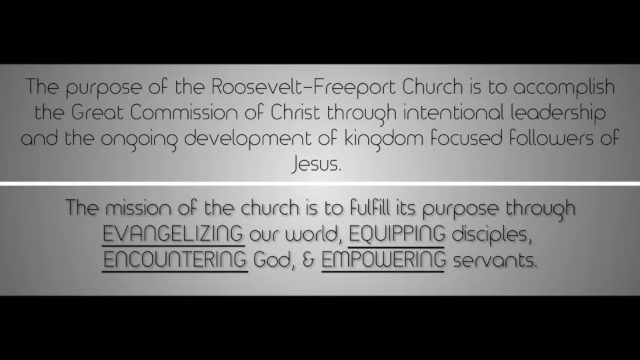 The purpose of the Roosevelt-Freeport Church is to accomplish
the Great Commission of Christ through intentional leadership
and the ongoing development of kingdom focused followers of
Jesus.
The mission of the church is to fulfill its purpose through
EVANGELIZING our world, EQUIPPING disciples,
ENCOUNTERING God, & EMPOWERING servants.